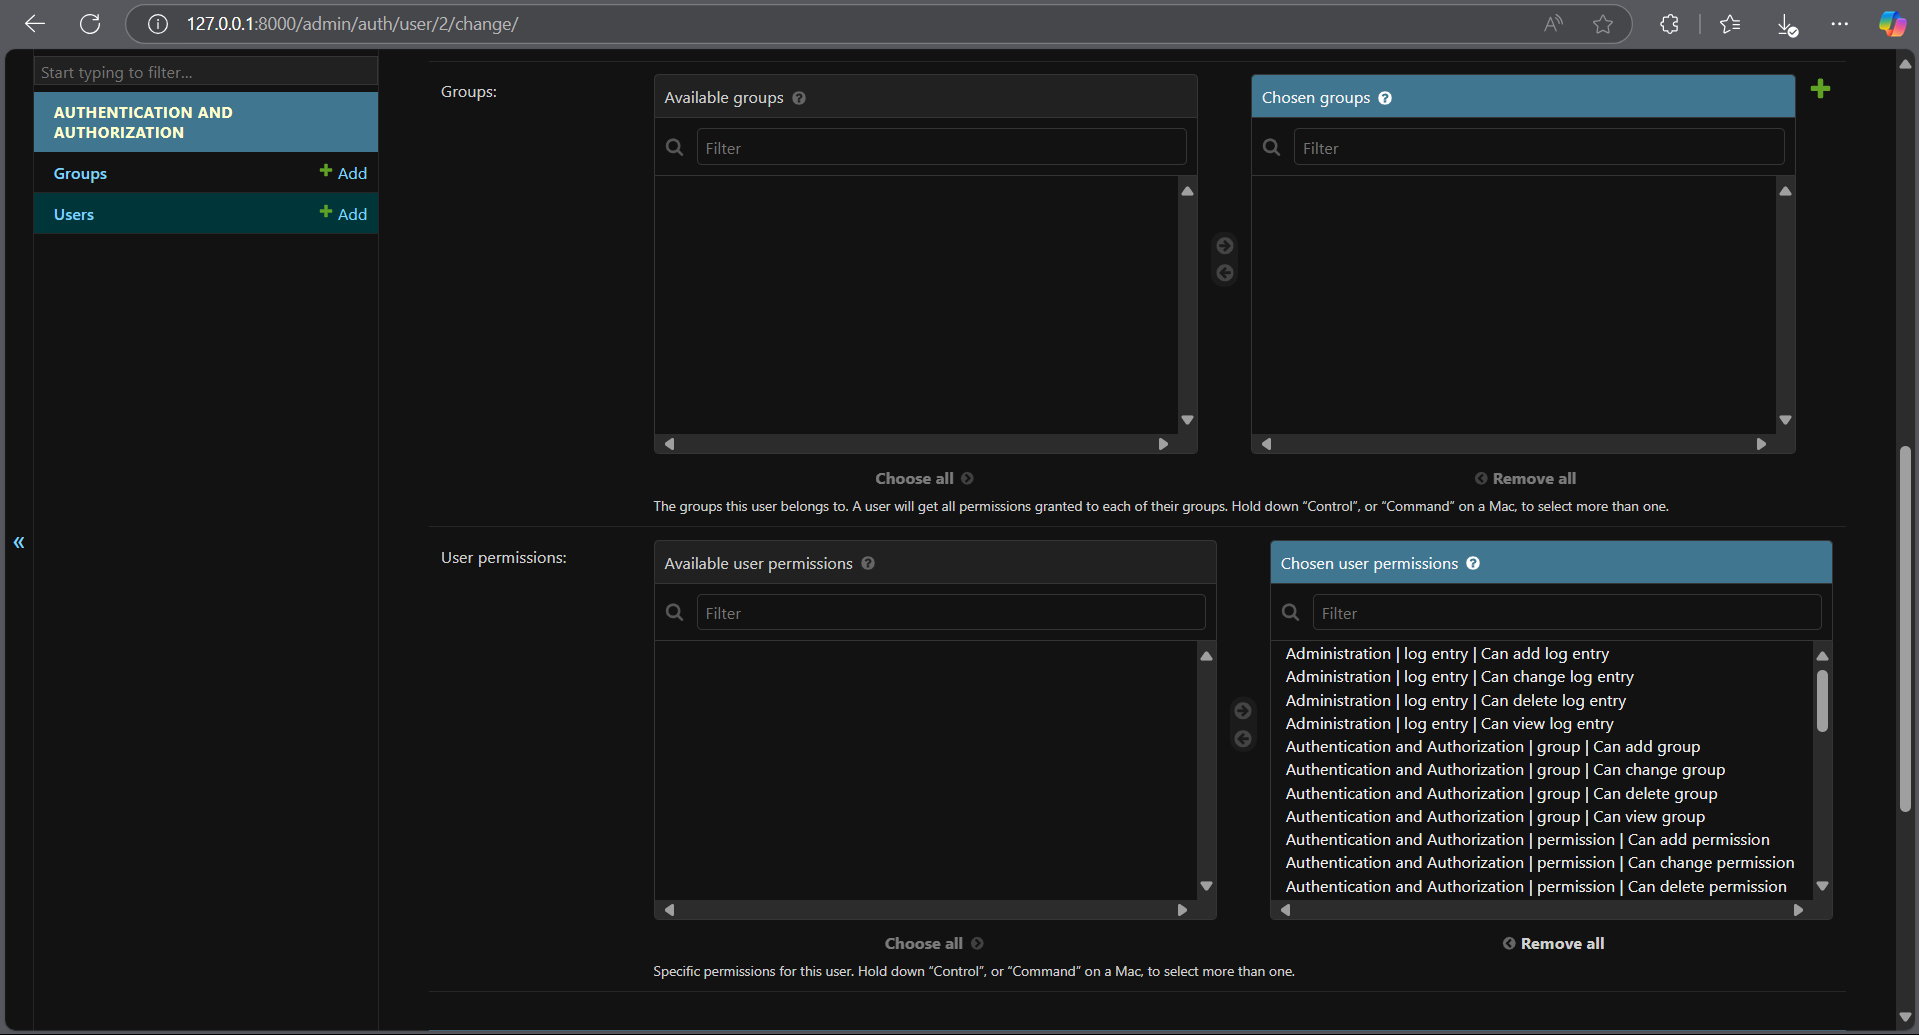 127.0.0.1:8000/admin/auth/user/2/change/
Start typing to filter...
AUTHENTICATION AND
AUTHORIZATION
Groups
Add
Users
Add
«
Groups:
Available groups
Filter
Choose all
Chosen groups
Filter
Remove all
The groups this user belongs to. A user will get all permissions granted to each of their groups. Hold down “Control”, or “Command” on a Mac, to select more than one.
User permissions:
Available user permissions
Filter
Choose all
Chosen user permissions
Filter
Administration | log entry | Can add log entry
Administration | log entry | Can change log entry
Administration | log entry | Can delete log entry
Administration | log entry | Can view log entry
Authentication and Authorization | group | Can add group
Authentication and Authorization | group | Can change group
Authentication and Authorization | group | Can delete group
Authentication and Authorization | group | Can view group
Authentication and Authorization | permission | Can add permission
Authentication and Authorization | permission | Can change permission
Authentication and Authorization | permission | Can delete permission
Remove all
Specific permissions for this user. Hold down “Control”, or “Command” on a Mac, to select more than one.